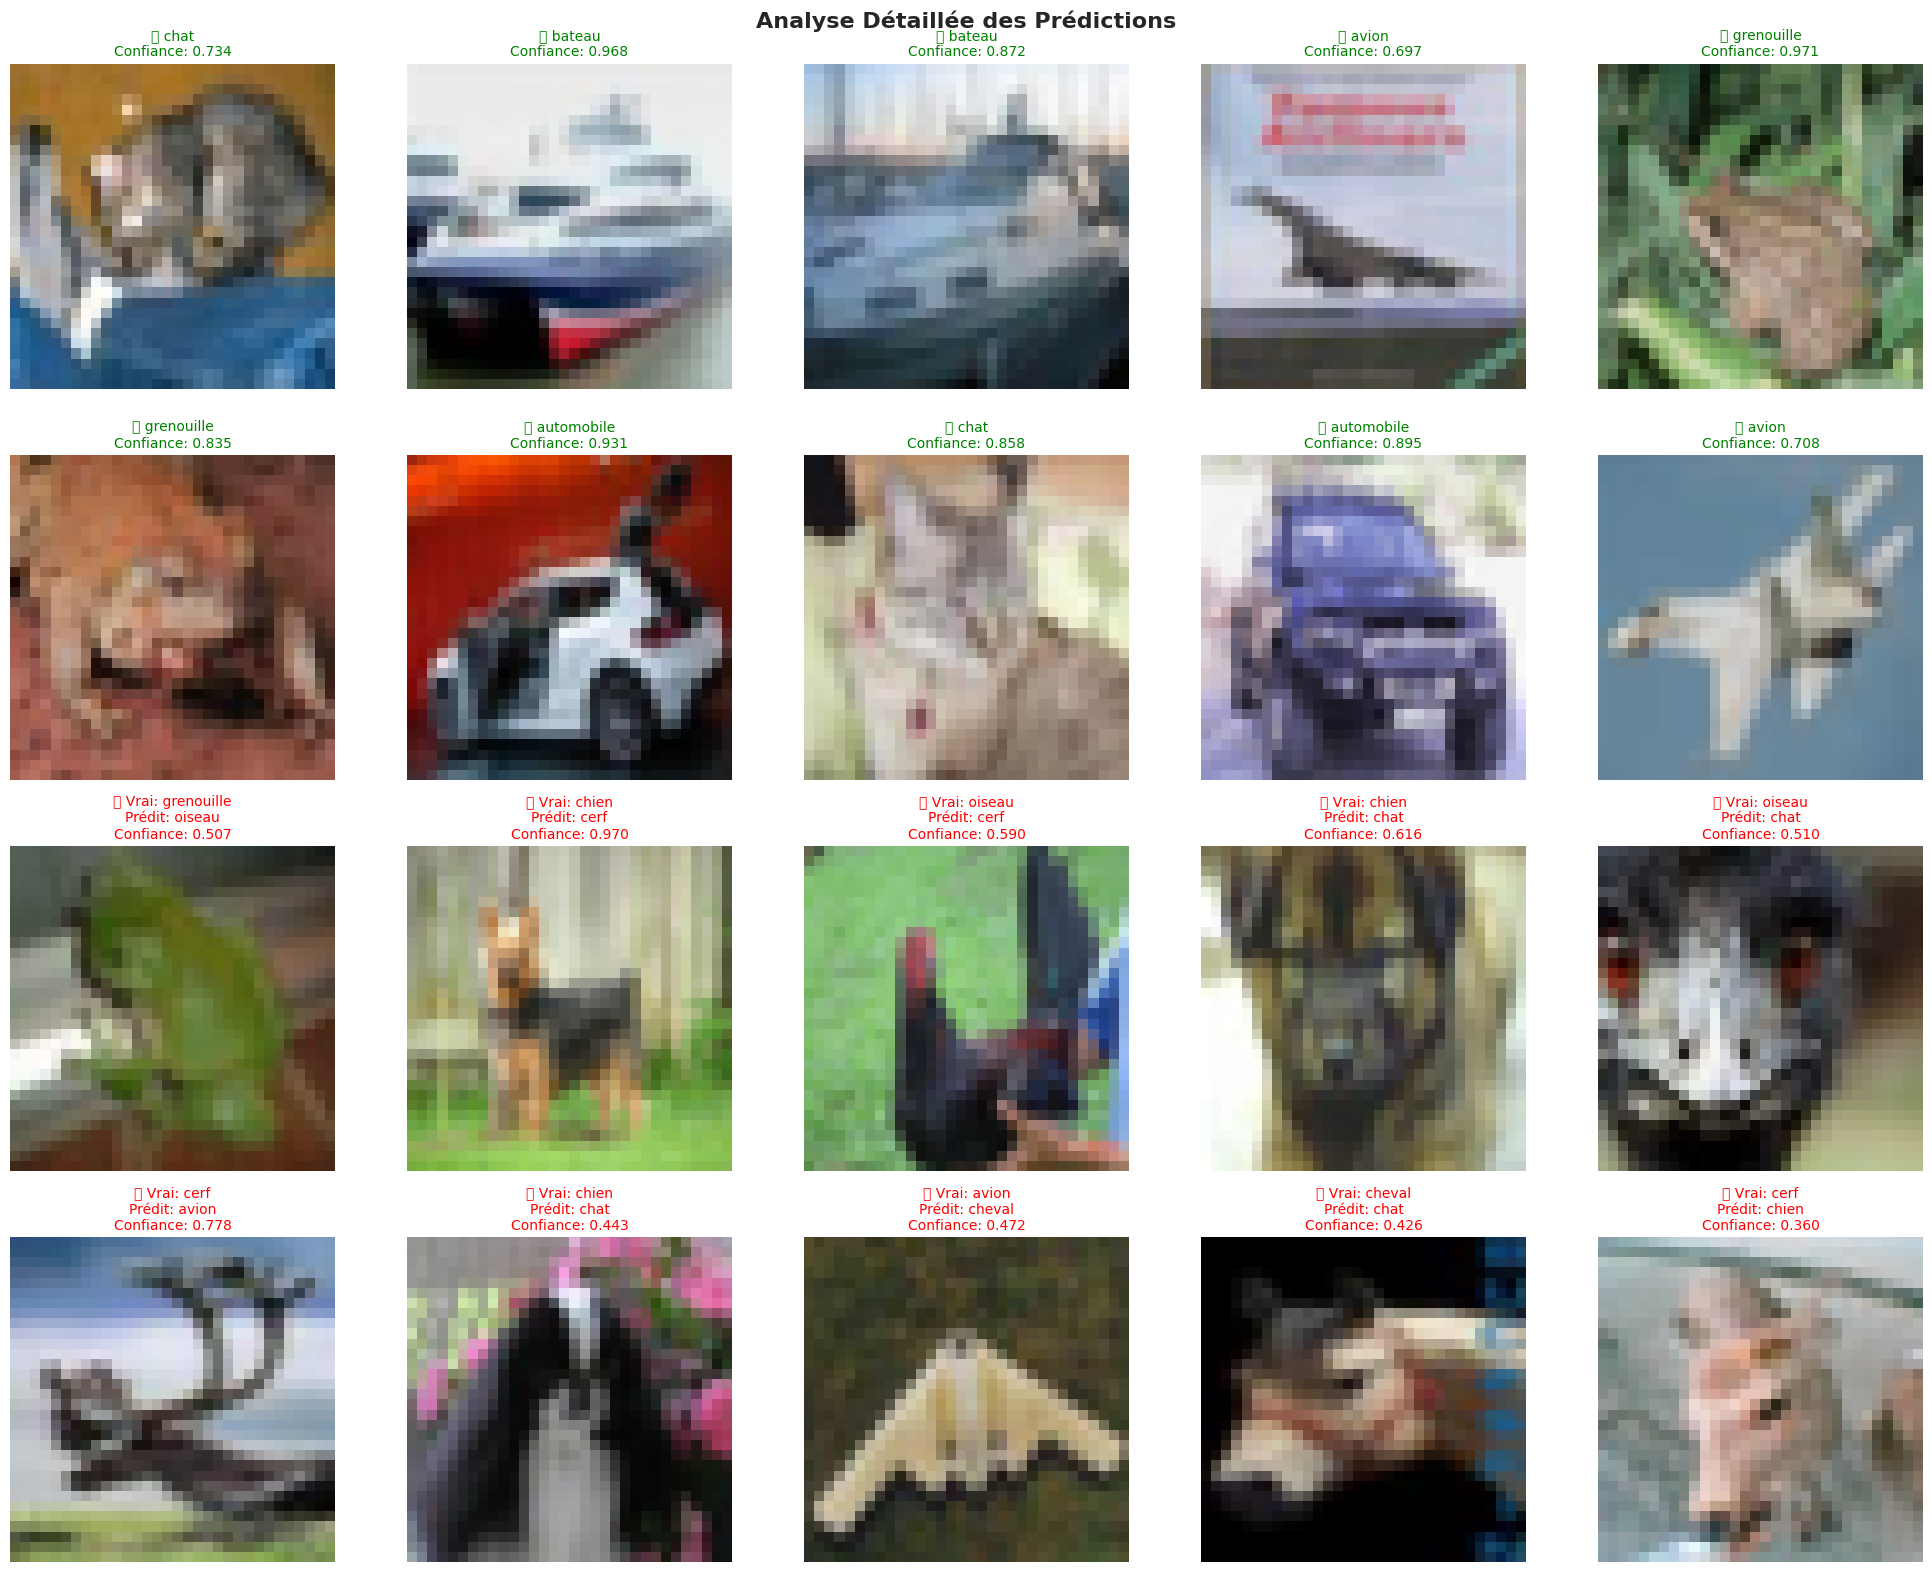 Analyse Détaillée des Prédictions
▯ chat
Confiance: 0.734
▯ bateau
Confiance: 0.968
▯ bateau
Confiance: 0.872
▯ avion
Confiance: 0.697
▯ grenouille
Confiance: 0.971
▯ grenouille
Confiance: 0.835
▯ automobile
Confiance: 0.931
▯ chat
Confiance: 0.858
▯ automobile
Confiance: 0.895
▯ avion
Confiance: 0.708
▯ Vrai: grenouille
Prédit: oiseau
Confiance: 0.507
▯ Vrai: chien
Prédit: cerf
Confiance: 0.970
▯ Vrai: oiseau
Prédit: cerf
Confiance: 0.590
▯ Vrai: chien
Prédit: chat
Confiance: 0.616
▯ Vrai: oiseau
Prédit: chat
Confiance: 0.510
▯ Vrai: cerf
Prédit: avion
Confiance: 0.778
▯ Vrai: chien
Prédit: chat
Confiance: 0.443
▯ Vrai: avion
Prédit: cheval
Confiance: 0.472
▯ Vrai: cheval
Prédit: chat
Confiance: 0.426
▯ Vrai: cerf
Prédit: chien
Confiance: 0.360